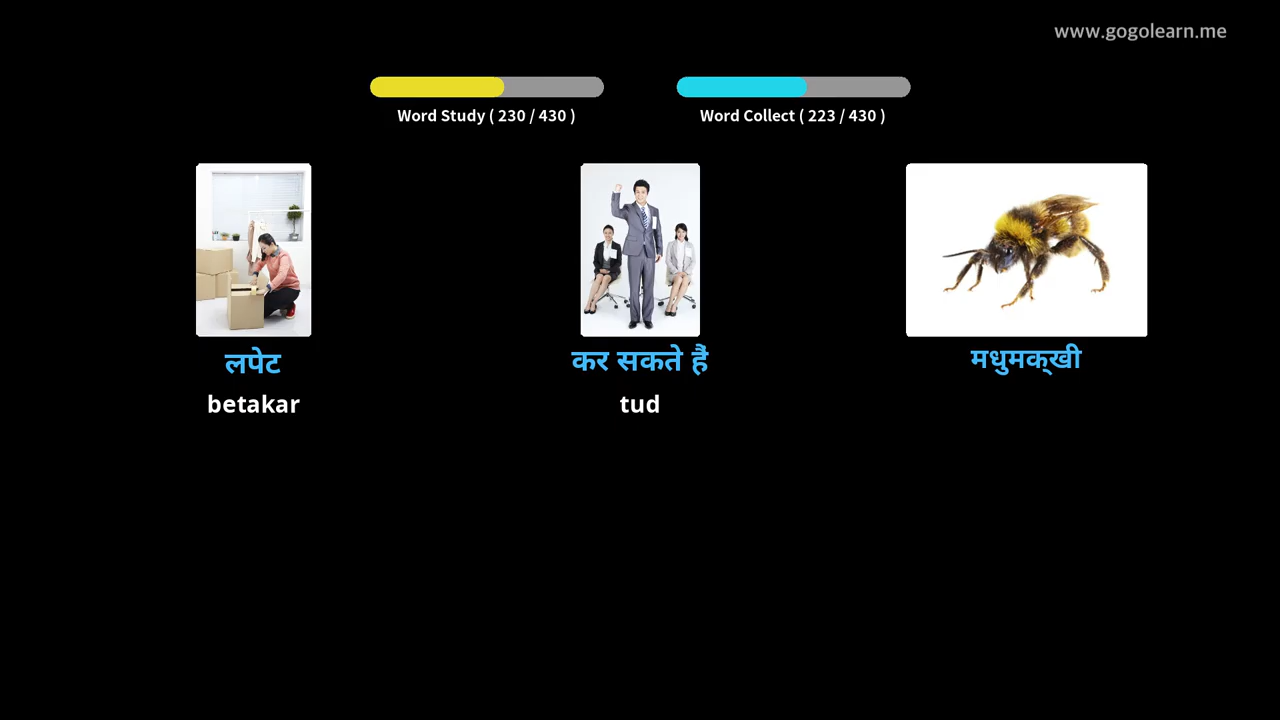 www.gogolearn.me
Word Study ( 230 / 430 )
Word Collect ( 223 / 430 )
लपेट
कर सकते हैं
मधुमक्खी
betakar
tud